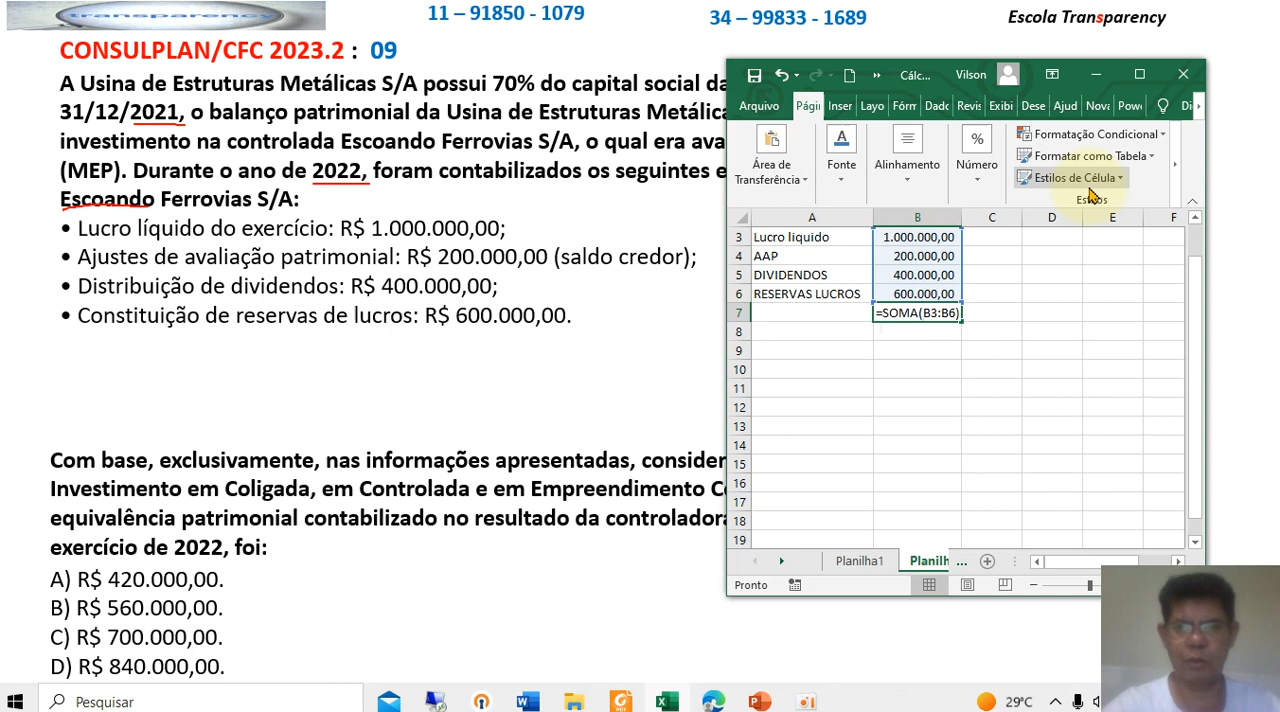 transparency
11 – 91850 - 1079
34 – 99833 - 1689
Escola Transparency
CONSULPLAN/CFC 2023.2 : 09
A Usina de Estruturas Metálicas S/A possui 70% do capital social da
31/12/2021, o balanço patrimonial da Usina de Estruturas Metálica
investimento na controlada Escoando Ferrovias S/A, o qual era ava
(MEP). Durante o ano de 2022, foram contabilizados os seguintes e
Escoando Ferrovias S/A:
• Lucro líquido do exercício: R$ 1.000.000,00;
• Ajustes de avaliação patrimonial: R$ 200.000,00 (saldo credor);
• Distribuição de dividendos: R$ 400.000,00;
• Constituição de reservas de lucros: R$ 600.000,00.
Com base, exclusivamente, nas informações apresentadas, consider
Investimento em Coligada, em Controlada e em Empreendimento C
equivalência patrimonial contabilizado no resultado da controladora
exercício de 2022, foi:
A) R$ 420.000,00.
B) R$ 560.000,00.
C) R$ 700.000,00.
D) R$ 840.000,00.
Cálc... Vilson
Arquivo Págin Inser Layo Fórm Dado Revis Exibi Dese Ajud Nova Powe Di
Área de Transferência Fonte Alinhamento Número
Formatação Condicional
Formatar como Tabela
Estilos de Célula
A B C D E F
3 Lucro liquido 1.000.000,00
4 AAP 200.000,00
5 DIVIDENDOS 400.000,00
6 RESERVAS LUCROS 600.000,00
7 =SOMA(B3:B6)
8
9
10
11
12
13
14
15
16
17
18
19
Planilha1 Planilh ...
Pronto
Pesquisar
29°C